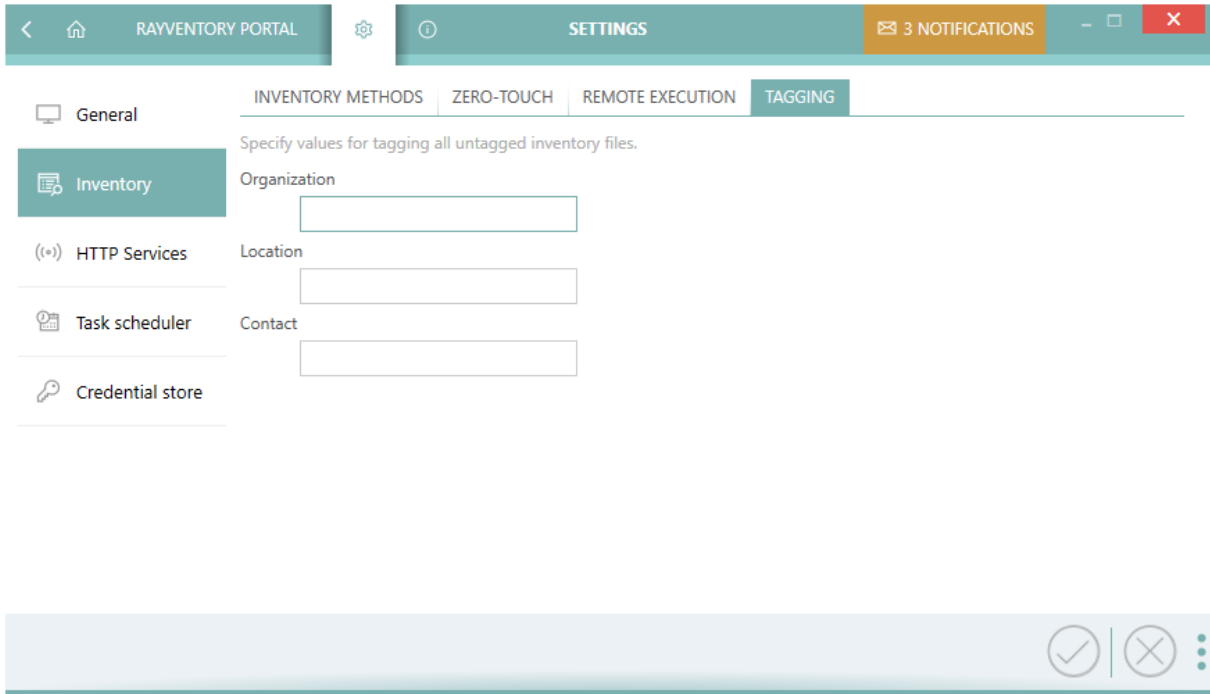 RAYVENTORY PORTAL
SETTINGS
3 NOTIFICATIONS
General
Inventory
HTTP Services
Task scheduler
Credential store
INVENTORY METHODS
ZERO-TOUCH
REMOTE EXECUTION
TAGGING
Specify values for tagging all untagged inventory files.
Organization
Location
Contact